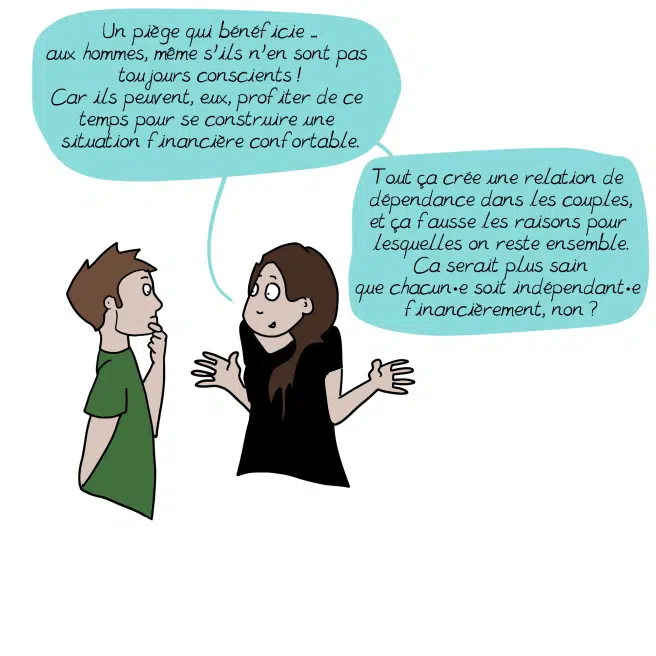 Un piège qui bénéficie ...
aux hommes, même s'ils n'en sont pas
toujours conscients !
Car ils peuvent, eux, profiter de ce
temps pour se construire une
situation financière confortable.
Tout ça crée une relation de
dépendance dans les couples,
et ça fausse les raisons pour
lesquelles on reste ensemble.
Ca serait plus sain
que chacun•e soit indépendant•e
financièrement, non ?